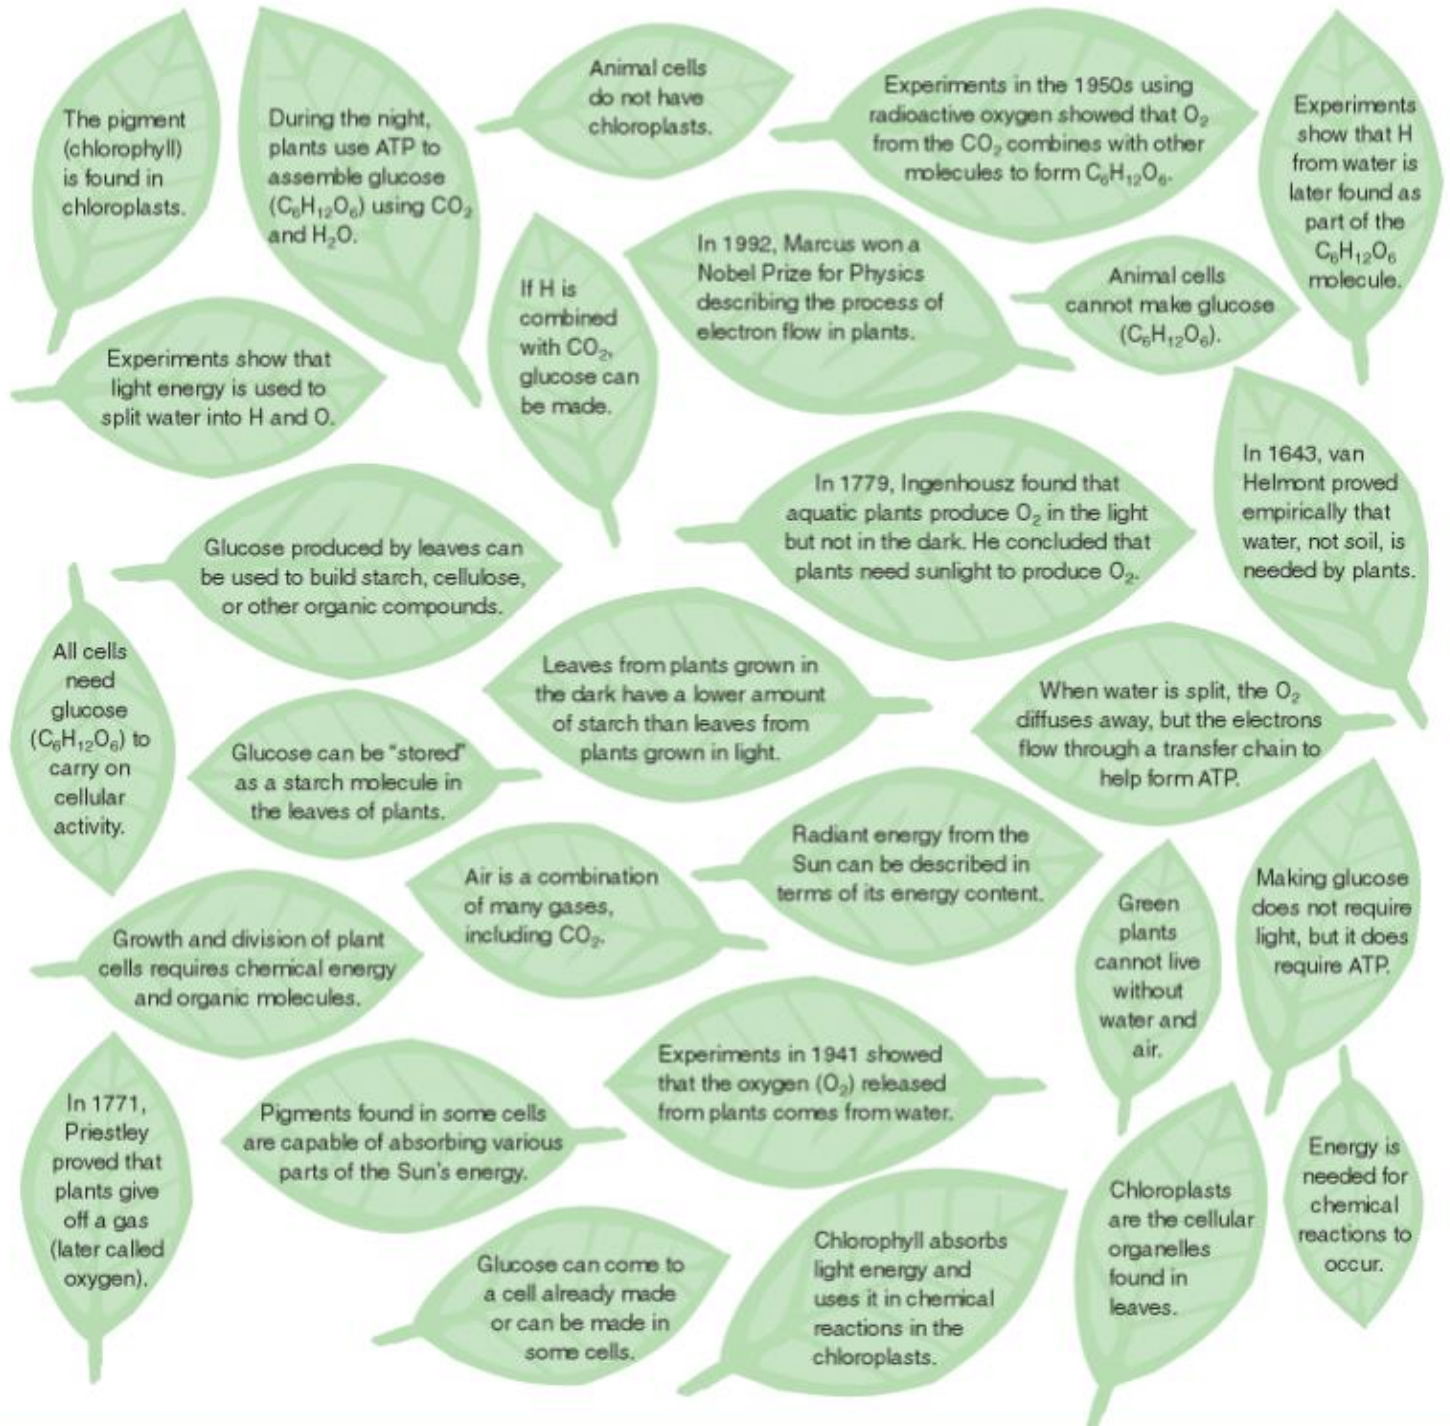 The pigment
(chlorophyll)
is found in
chloroplasts.
During the night,
plants use ATP to
assemble glucose
(C₆H₁₂O₆) using CO₂
and H₂O.
Animal cells
do not have
chloroplasts.
Experiments in the 1950s using
radioactive oxygen showed that O₂
from the CO₂ combines with other
molecules to form C₆H₁₂O₆.
Experiments
show that H
from water is
later found as
part of the
C₆H₁₂O₆
molecule.
If H is
combined
with CO₂,
glucose can
be made.
In 1992, Marcus won a
Nobel Prize for Physics
describing the process of
electron flow in plants.
Animal cells
cannot make glucose
(C₆H₁₂O₆).
Experiments show that
light energy is used to
split water into H and O.
In 1779, Ingenhousz found that
aquatic plants produce O₂ in the light
but not in the dark. He concluded that
plants need sunlight to produce O₂.
In 1643, van
Helmont proved
empirically that
water, not soil, is
needed by plants.
Glucose produced by leaves can
be used to build starch, cellulose,
or other organic compounds.
All cells
need
glucose
(C₆H₁₂O₆) to
carry on
cellular
activity.
Leaves from plants grown in
the dark have a lower amount
of starch than leaves from
plants grown in light.
When water is split, the O₂
diffuses away, but the electrons
flow through a transfer chain to
help form ATP.
Glucose can be "stored"
as a starch molecule in
the leaves of plants.
Radiant energy from the
Sun can be described in
terms of its energy content.
Air is a combination
of many gases,
including CO₂.
Green
plants
cannot live
without
water and
air.
Making glucose
does not require
light, but it does
require ATP.
Growth and division of plant
cells requires chemical energy
and organic molecules.
Experiments in 1941 showed
that the oxygen (O₂) released
from plants comes from water.
In 1771,
Priestley
proved that
plants give
off a gas
(later called
oxygen).
Pigments found in some cells
are capable of absorbing various
parts of the Sun's energy.
Energy is
needed for
chemical
reactions to
occur.
Chloroplasts
are the cellular
organelles
found in
leaves.
Glucose can come to
a cell already made
or can be made in
some cells.
Chlorophyll absorbs
light energy and
uses it in chemical
reactions in the
chloroplasts.